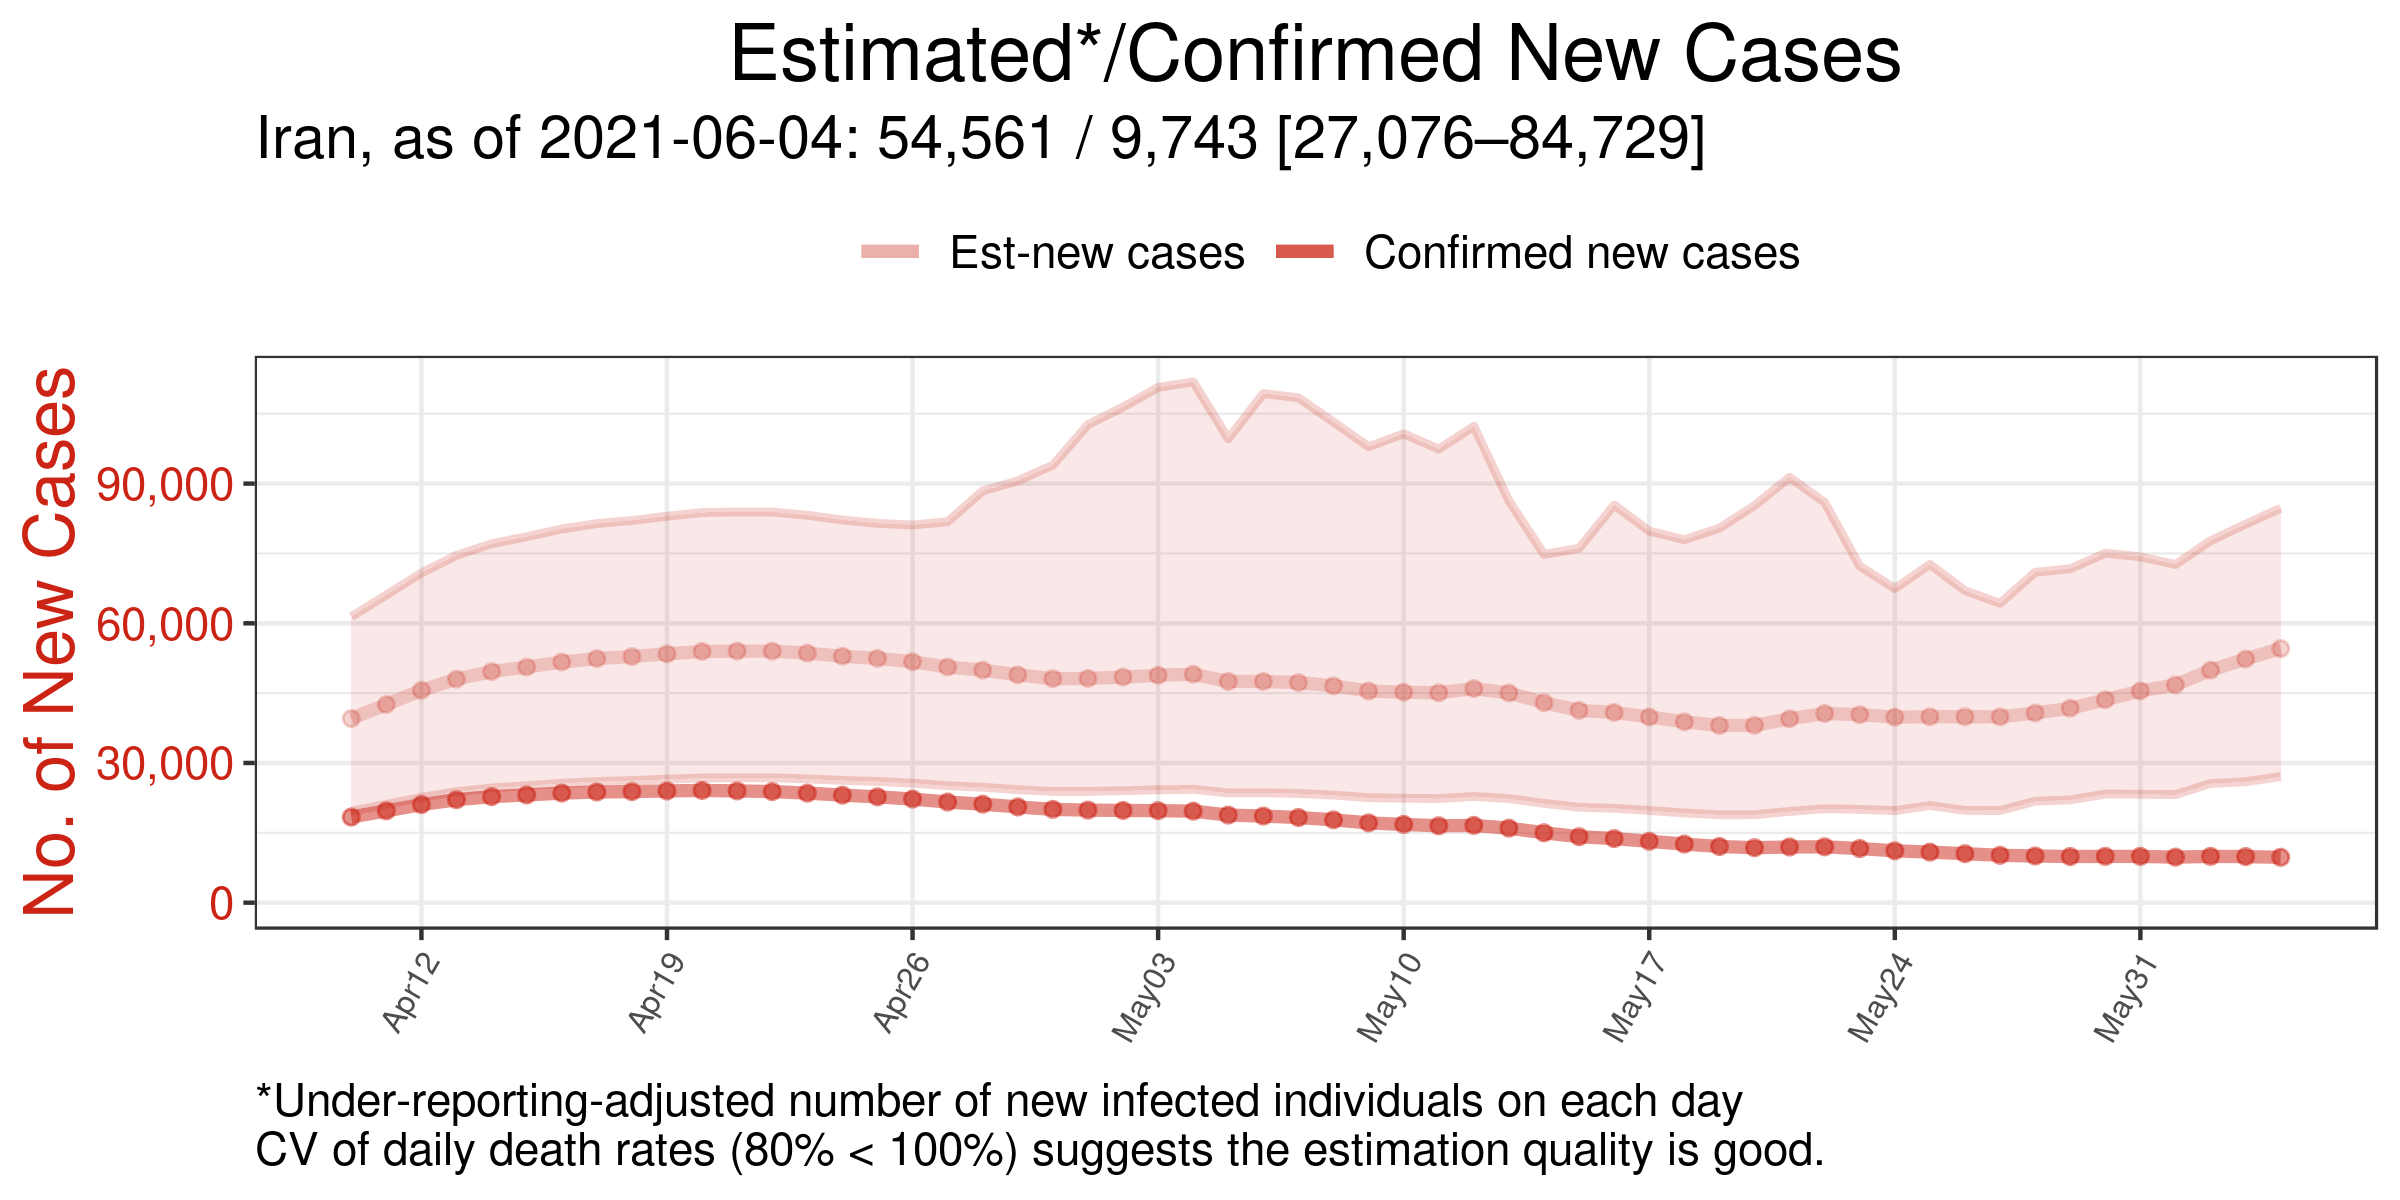 Estimated*/Confirmed New Cases
Iran, as of 2021-06-04: 54,561 / 9,743 [27,076–84,729]
Est-new cases Confirmed new cases
No. of New Cases
90,000
60,000
30,000
0
Apr12 Apr19 Apr26 May03 May10 May17 May24 May31
*Under-reporting-adjusted number of new infected individuals on each day
CV of daily death rates (80% < 100%) suggests the estimation quality is good.